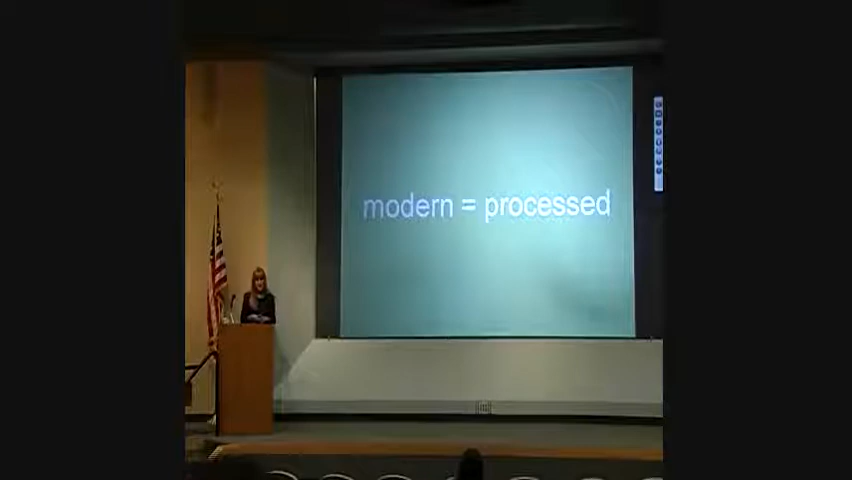 modern = processed